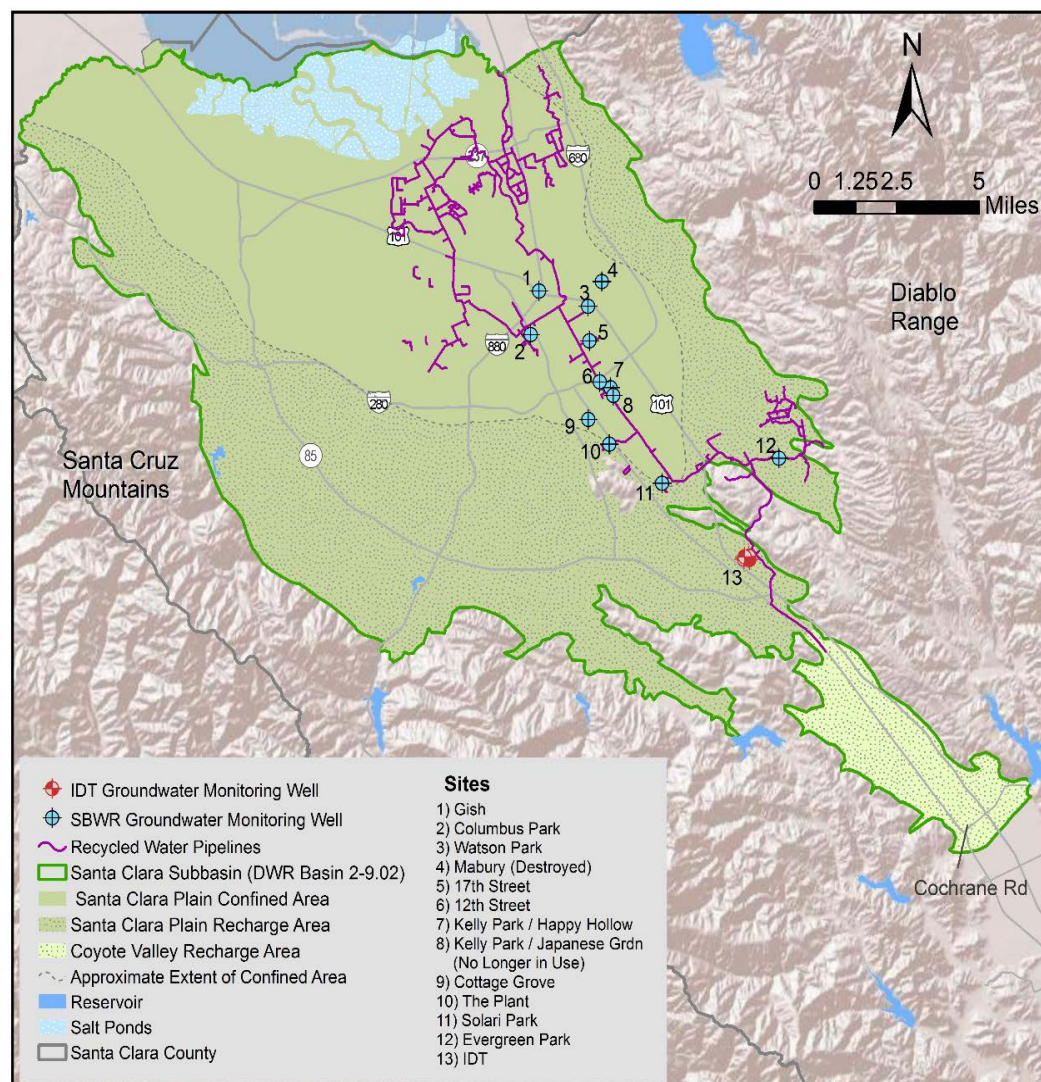 N
0 1.25 2.5 5
Miles
237
680
101
Diablo
Range
1
4
3
2
5
880
6
7
8
101
280
9
10
12
85
Santa Cruz
Mountains
11
13
Cochrane Rd
IDT Groundwater Monitoring Well
SBWR Groundwater Monitoring Well
Recycled Water Pipelines
Santa Clara Subbasin (DWR Basin 2-9.02)
Santa Clara Plain Confined Area
Santa Clara Plain Recharge Area
Coyote Valley Recharge Area
Approximate Extent of Confined Area
Reservoir
Salt Ponds
Santa Clara County
Sites
1) Gish
2) Columbus Park
3) Watson Park
4) Mabury (Destroyed)
5) 17th Street
6) 12th Street
7) Kelly Park / Happy Hollow
8) Kelly Park / Japanese Grdn
(No Longer in Use)
9) Cottage Grove
10) The Plant
11) Solari Park
12) Evergreen Park
13) IDT